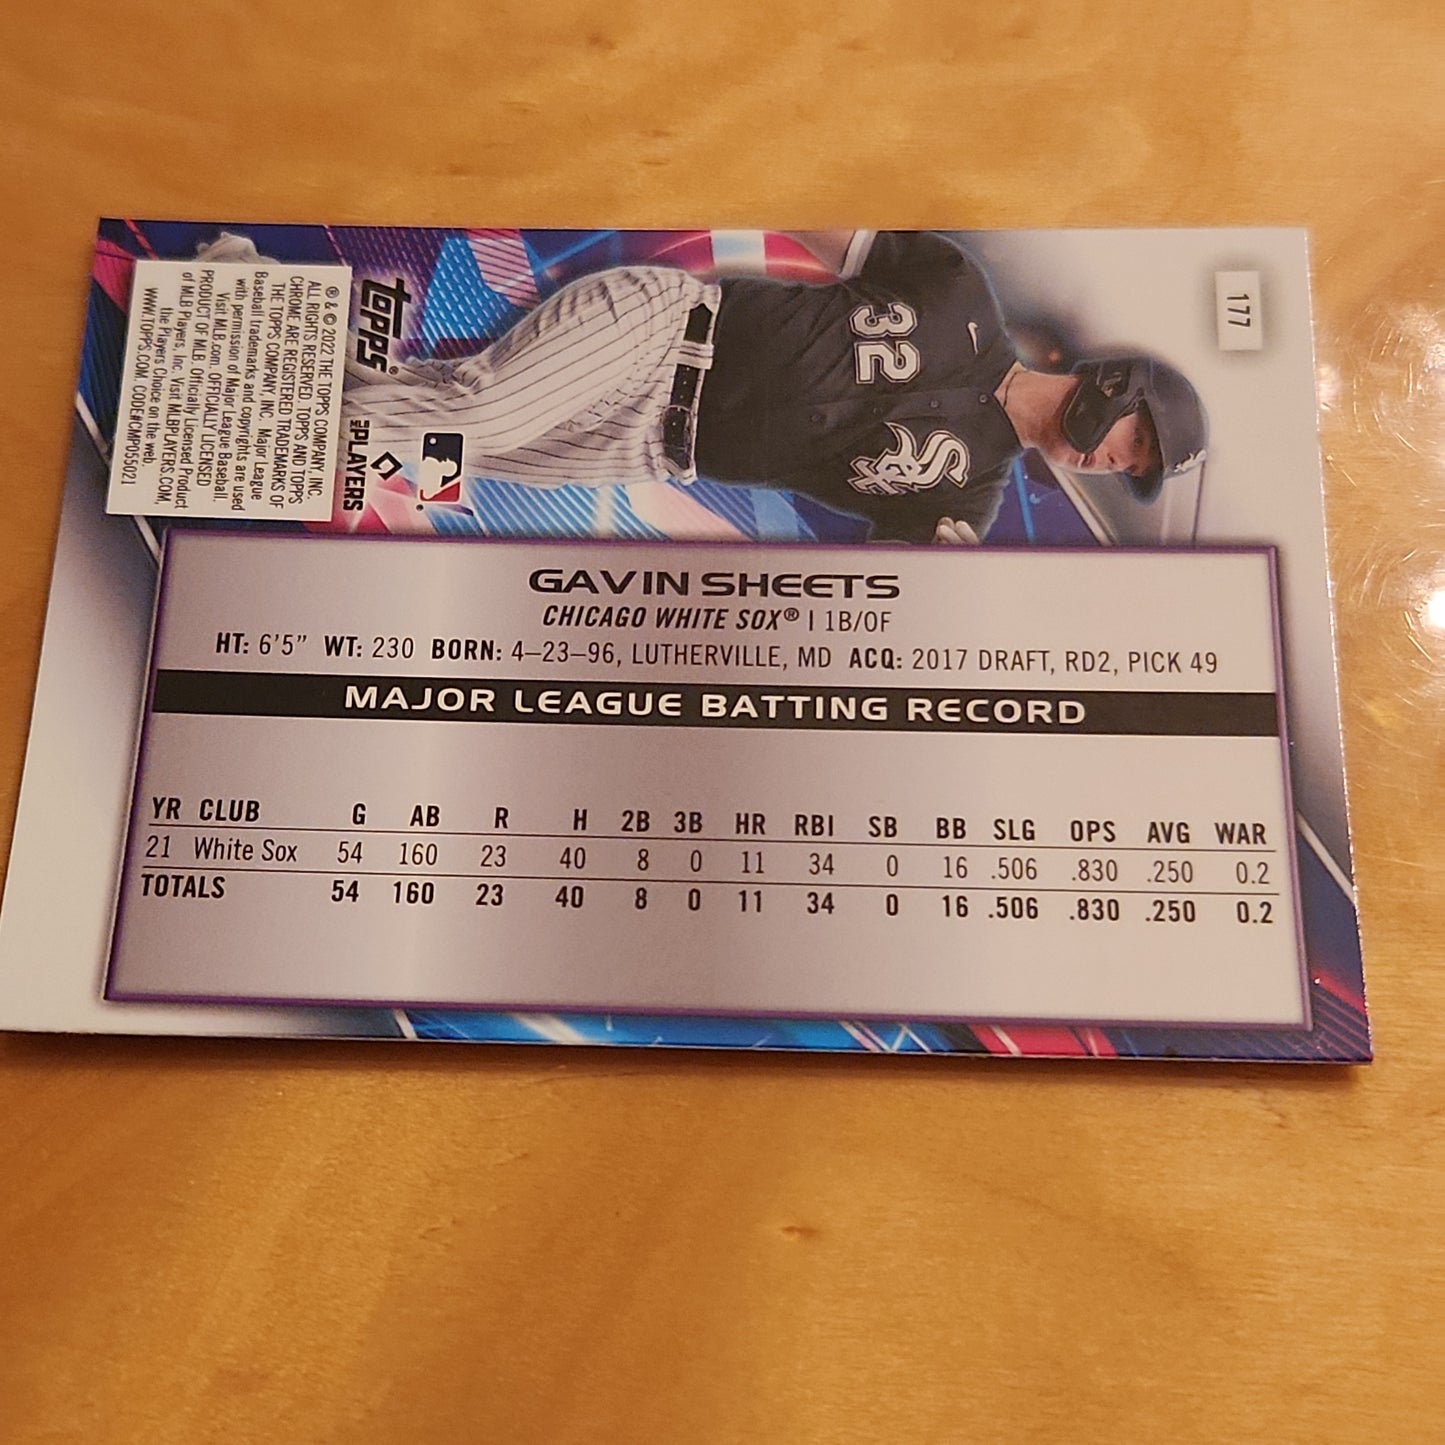 177
32
Sox
topps®
MLB PLAYERS
® & © 2022 THE TOPPS COMPANY, INC.
ALL RIGHTS RESERVED. TOPPS AND TOPPS
CHROME ARE REGISTERED TRADEMARKS OF
THE TOPPS COMPANY, INC. Major League
Baseball trademarks and copyrights are used
with permission of Major League Baseball.
Visit MLB.com. OFFICIALLY LICENSED
PRODUCT OF MLB. Officially Licensed Product
of MLB Players, Inc. Visit MLBPLAYERS.COM,
the Players Choice on the web.
WWW.TOPPS.COM. CODE#CMP055021
GAVIN SHEETS
CHICAGO WHITE SOX® | 1B/OF
HT: 6'5" WT: 230 BORN: 4–23–96, LUTHERVILLE, MD ACQ: 2017 DRAFT, RD2, PICK 49
MAJOR LEAGUE BATTING RECORD
YR CLUB G AB R H 2B 3B HR RBI SB BB SLG OPS AVG WAR
21 White Sox 54 160 23 40 8 0 11 34 0 16 .506 .830 .250 0.2
TOTALS 54 160 23 40 8 0 11 34 0 16 .506 .830 .250 0.2